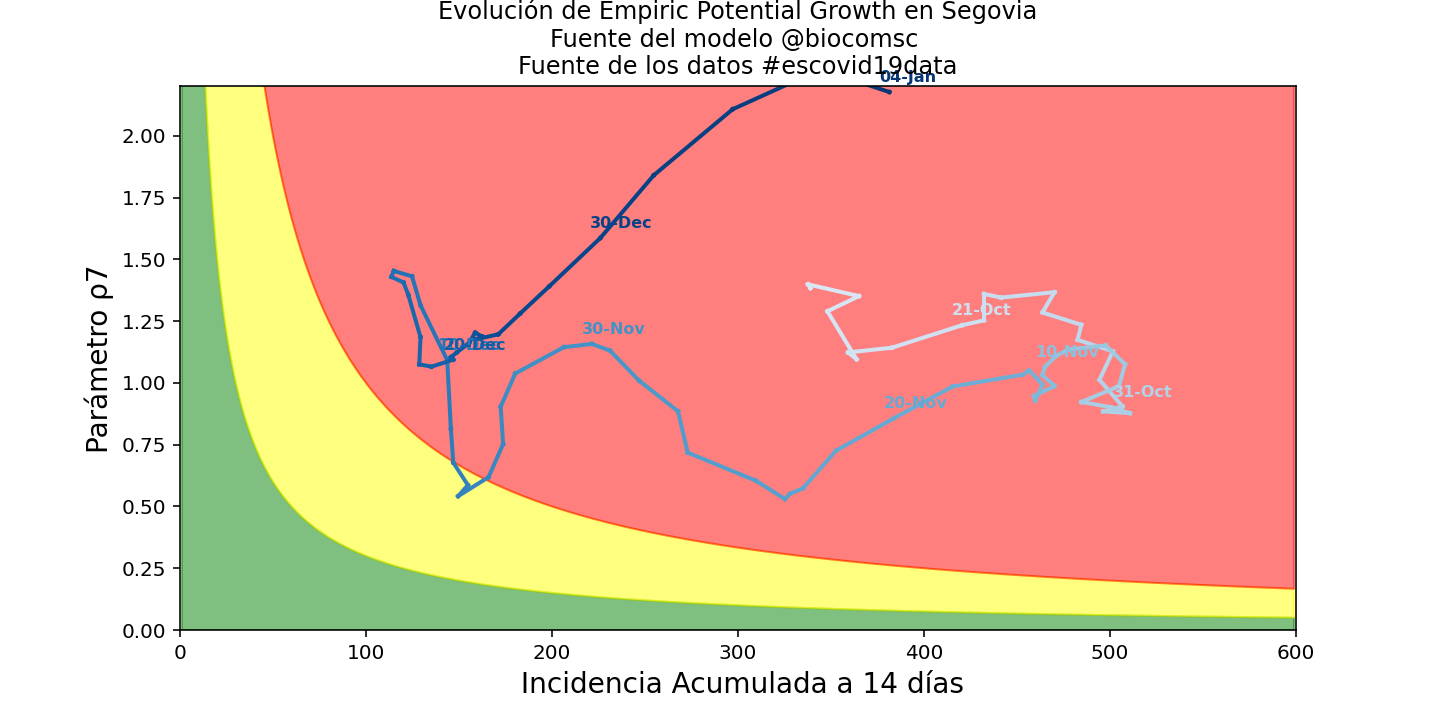 Evolución de Empiric Potential Growth en Segovia
Fuente del modelo @biocomsc
Fuente de los datos #escovid19data
04-Jan
2.00
1.75
30-Dec
1.50
1.25
21-Oct
30-Nov
20-Dec
10-Nov
1.00
31-Oct
20-Nov
0.75
0.50
0.25
0.00
Parámetro ρ7
0 100 200 300 400 500 600
Incidencia Acumulada a 14 días